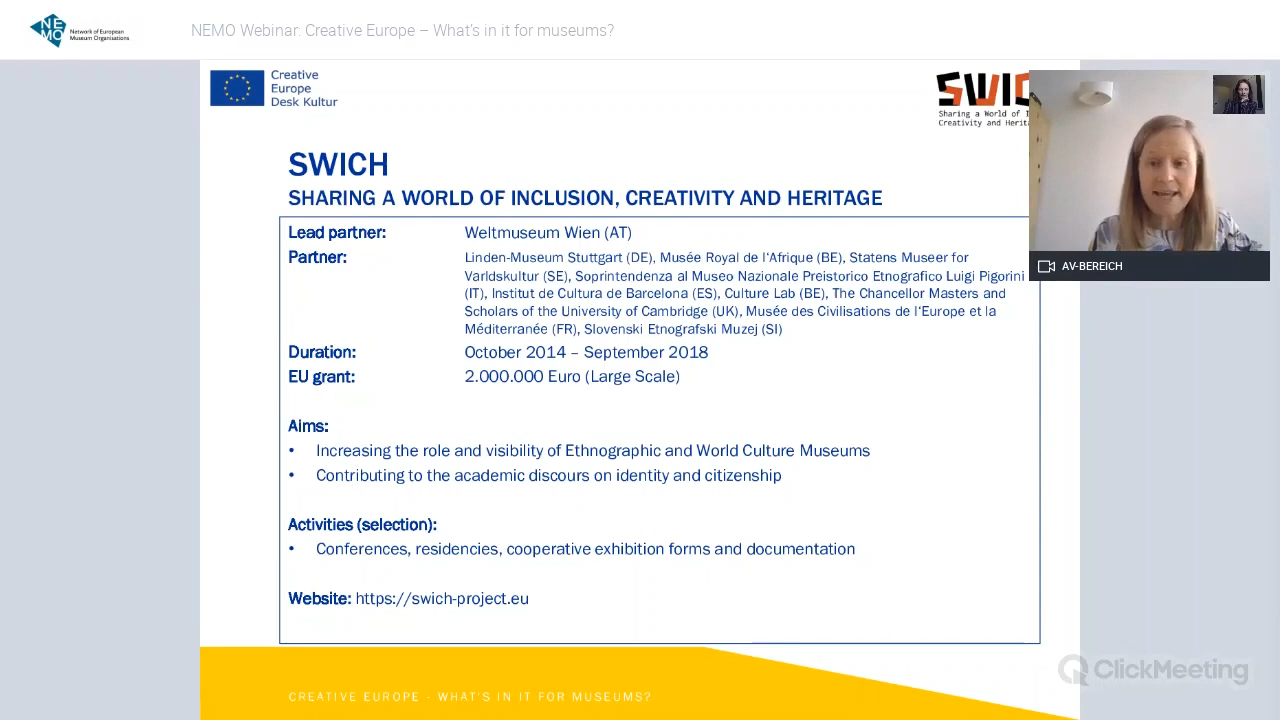 NEMO
Network of European
Museum Organisations
NEMO Webinar: Creative Europe – What's in it for museums?
Creative
Europe
Desk Kultur
SWIC
Sharing a World of
Creativity and
SWICH
SHARING A WORLD OF INCLUSION, CREATIVITY AND HERITAGE
Lead partner: Weltmuseum Wien (AT)
Partner: Linden-Museum Stuttgart (DE), Musée Royal de l'Afrique (BE), Statens Museer for
Varldskultur (SE), Soprintendenza al Museo Nazionale Preistorico Etnografico Luigi Pigorini
(IT), Institut de Cultura de Barcelona (ES), Culture Lab (BE), The Chancellor Masters and
Scholars of the University of Cambridge (UK), Musée des Civilisations de l'Europe et la
Méditerranée (FR), Slovenski Etnografski Muzej (SI)
Duration: October 2014 – September 2018
EU grant: 2.000.000 Euro (Large Scale)
Aims:
• Increasing the role and visibility of Ethnographic and World Culture Museums
• Contributing to the academic discours on identity and citizenship
Activities (selection):
• Conferences, residencies, cooperative exhibition forms and documentation
Website: https://swich-project.eu
CREATIVE EUROPE - WHAT'S IN IT FOR MUSEUMS?
AV-BEREICH
ClickMeeting